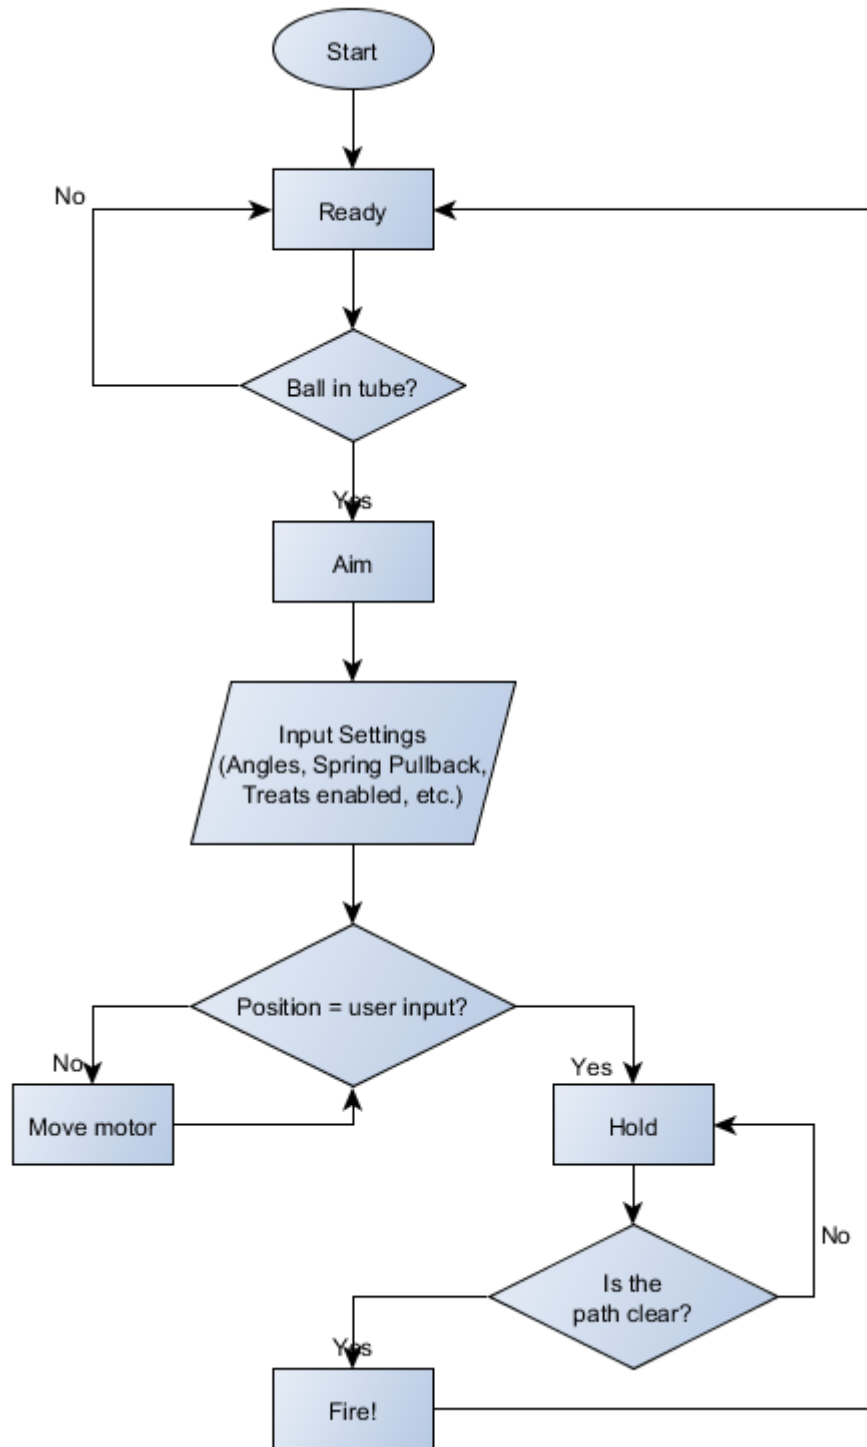 Start
No
Ready
Ball in tube?
Yes
Aim
Input Settings
(Angles, Spring Pullback,
Treats enabled, etc.)
Position = user input?
No
Yes
Move motor
Hold
No
Is the
path clear?
Yes
Fire!